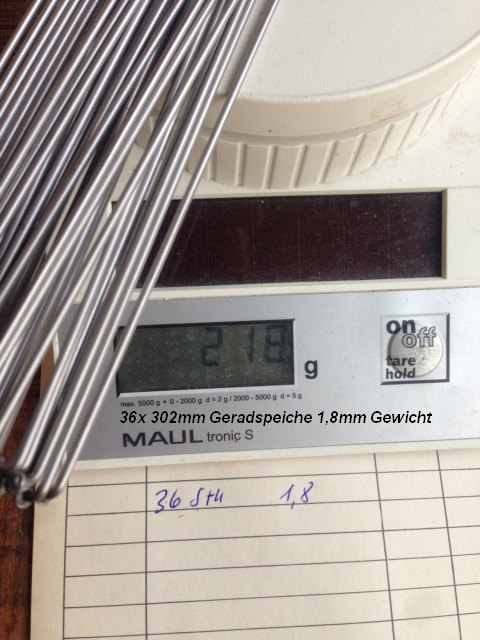 218 g
on
off
tare
hold
max. 5000 g * 0 - 2000 g d = 2 g / 2000 - 5000 g d = 5 g
36x 302mm Geradspeiche 1,8mm Gewicht
MAUL tronic S
36 Stk 1,8